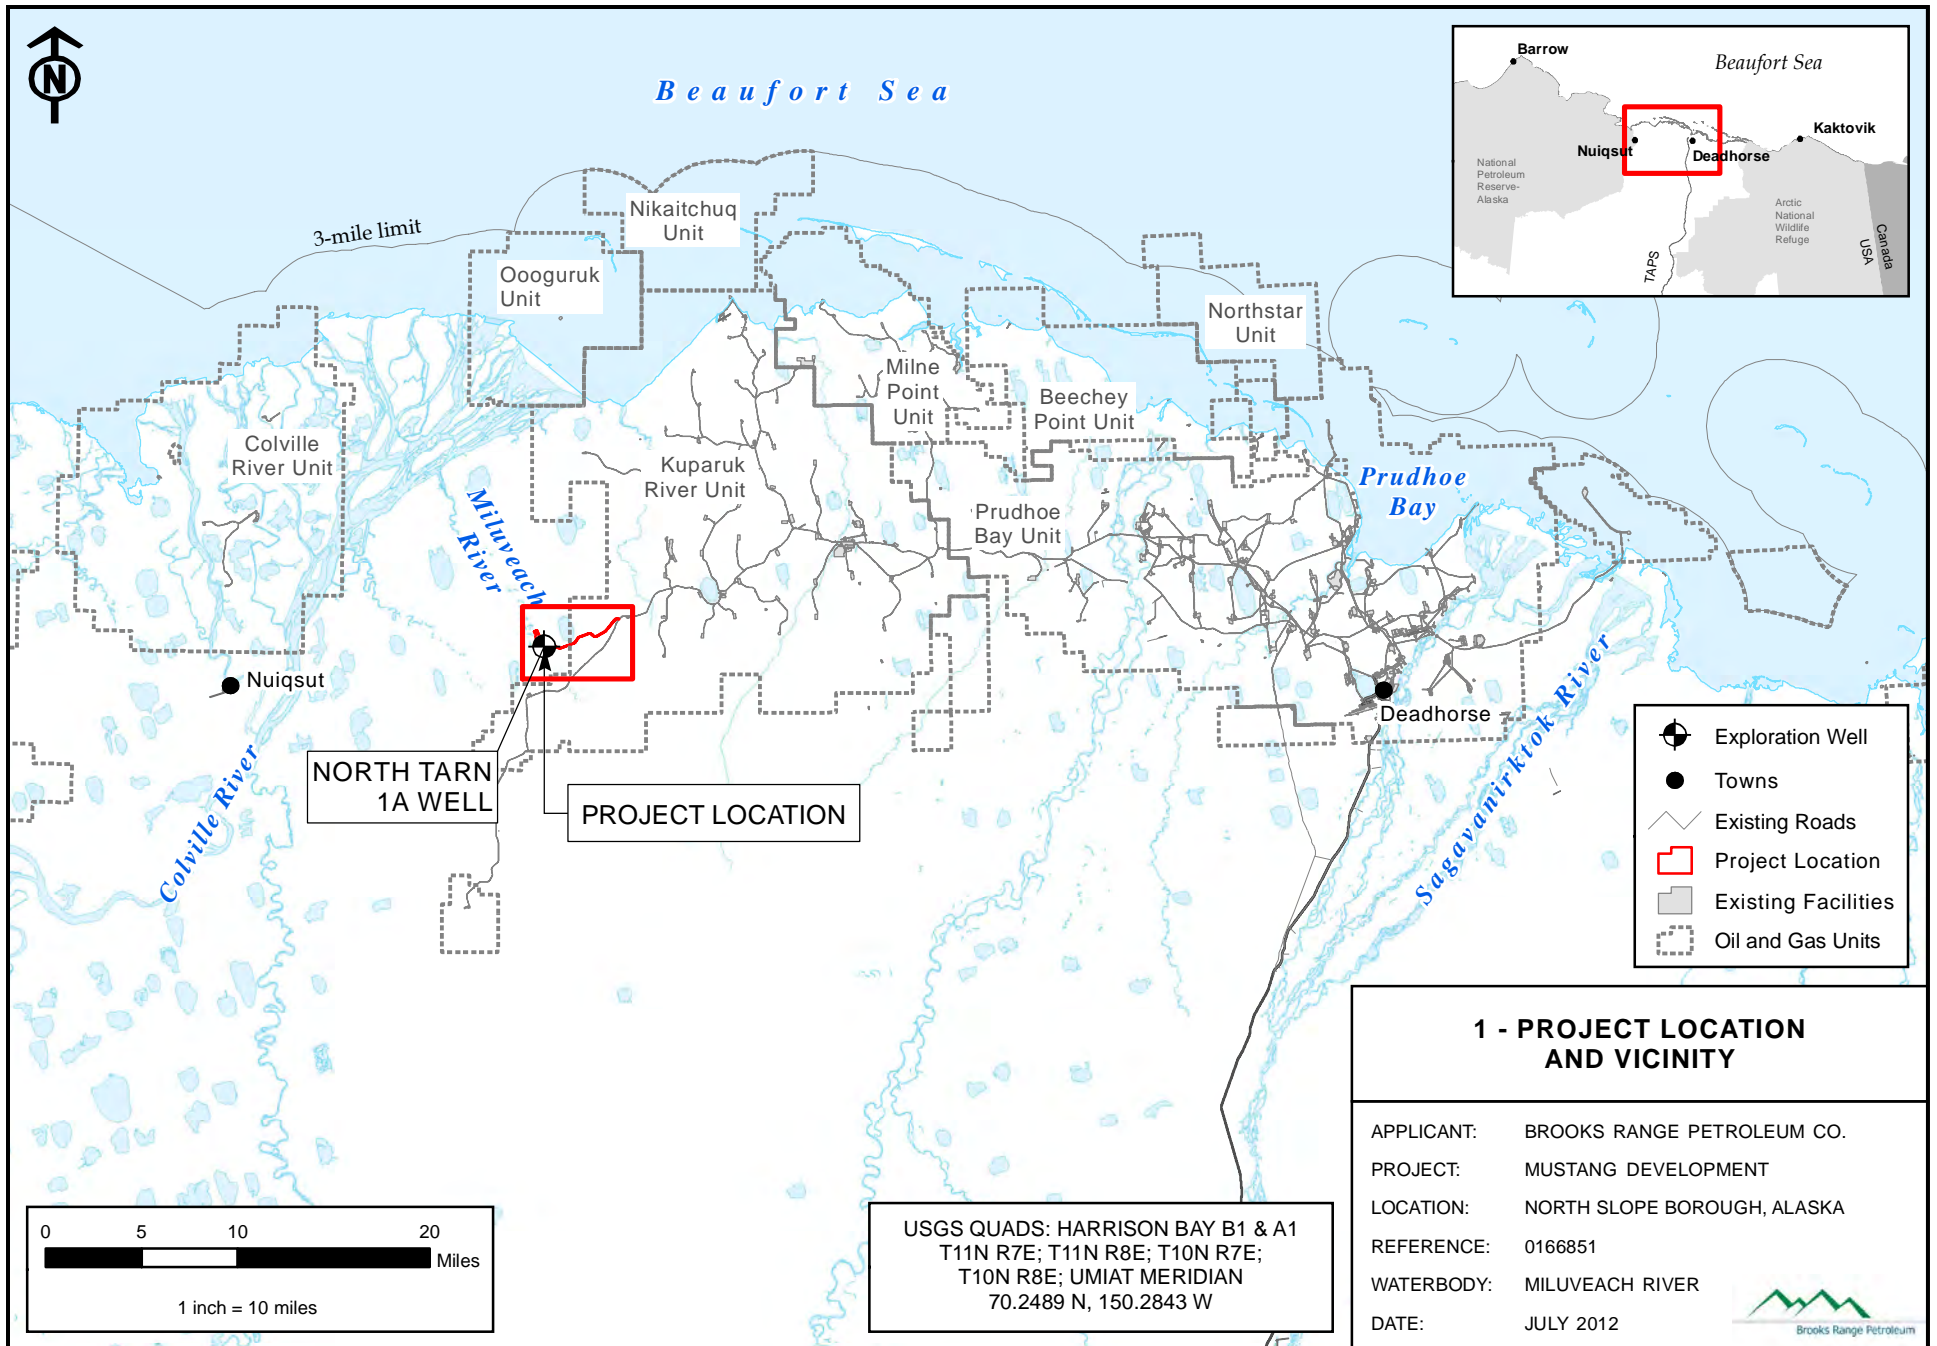 N
Beaufort Sea
Barrow
Beaufort Sea
Kaktovik
Nuiqsut
Deadhorse
National
Petroleum
Reserve-
Alaska
Arctic
National
Wildlife
Refuge
Canada
USA
TAPS
3-mile limit
Nikaitchuq
Unit
Oooguruk
Unit
Northstar
Unit
Milne
Point
Unit
Beechey
Point Unit
Colville
River Unit
Kuparuk
River Unit
Prudhoe
Bay Unit
Prudhoe
Bay
Miluveach
River
Nuiqsut
Deadhorse
Colville River
Sagavanirktok River
NORTH TARN
1A WELL
PROJECT LOCATION
Exploration Well
Towns
Existing Roads
Project Location
Existing Facilities
Oil and Gas Units
1 - PROJECT LOCATION
AND VICINITY
APPLICANT: BROOKS RANGE PETROLEUM CO.
PROJECT: MUSTANG DEVELOPMENT
LOCATION: NORTH SLOPE BOROUGH, ALASKA
REFERENCE: 0166851
WATERBODY: MILUVEACH RIVER
DATE: JULY 2012
Brooks Range Petroleum
USGS QUADS: HARRISON BAY B1 & A1
T11N R7E; T11N R8E; T10N R7E;
T10N R8E; UMIAT MERIDIAN
70.2489 N, 150.2843 W
0 5 10 20
Miles
1 inch = 10 miles